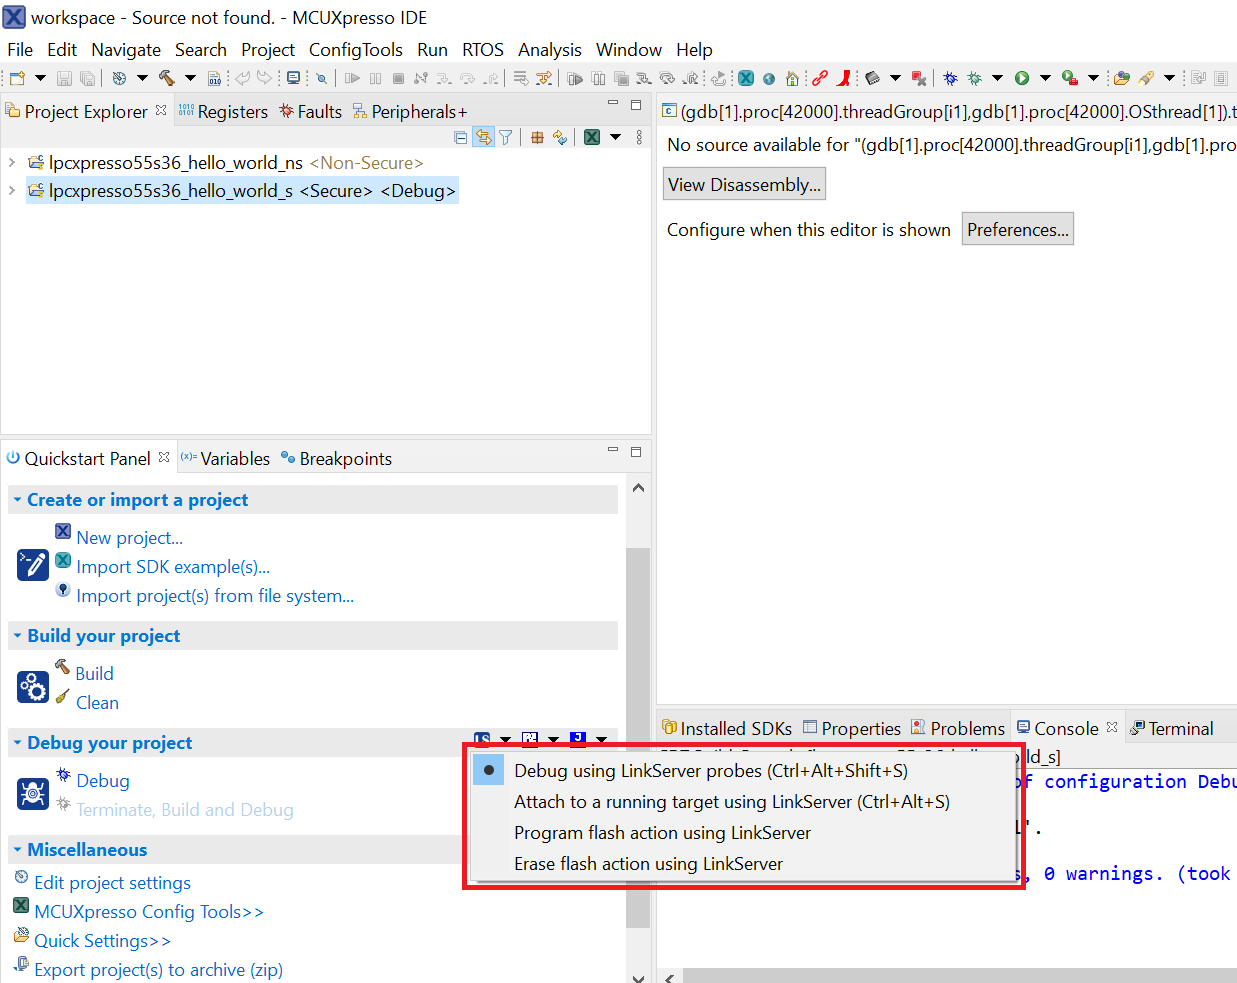 workspace - Source not found. - MCUXpresso IDE
File Edit Navigate Search Project ConfigTools Run RTOS Analysis Window Help
Project Explorer Registers Faults Peripherals+
lpcxpresso55s36_hello_world_ns <Non-Secure>
lpcxpresso55s36_hello_world_s <Secure> <Debug>
(gdb[1].proc[42000].threadGroup[i1],gdb[1].proc[42000].OSthread[1]).t
No source available for "(gdb[1].proc[42000].threadGroup[i1],gdb[1].pro
View Disassembly...
Configure when this editor is shown Preferences...
Quickstart Panel (x)= Variables Breakpoints
Create or import a project
New project...
Import SDK example(s)...
Import project(s) from file system...
Build your project
Build
Clean
Debug your project LS
Debug
Terminate, Build and Debug
Miscellaneous
Edit project settings
MCUXpresso Config Tools>>
Quick Settings>>
Export project(s) to archive (zip)
Debug using LinkServer probes (Ctrl+Alt+Shift+S)
Attach to a running target using LinkServer (Ctrl+Alt+S)
Program flash action using LinkServer
Erase flash action using LinkServer
Installed SDKs Properties Problems Console Terminal
ld_s]
of configuration Debu
'.
, 0 warnings. (took